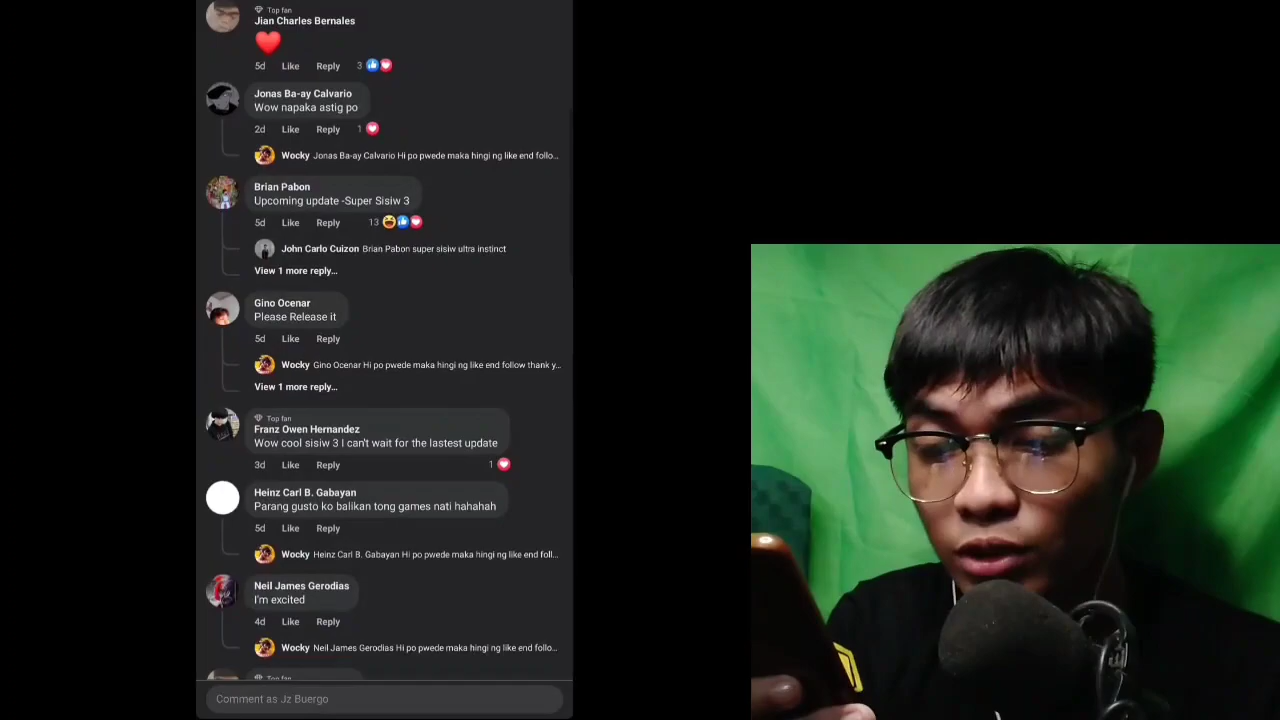 Top fan
Jian Charles Bernales
5d Like Reply 3
Jonas Ba-ay Calvario
Wow napaka astig po
2d Like Reply 1
Wocky Jonas Ba-ay Calvario Hi po pwede maka hingi ng like end follo...
Brian Pabon
Upcoming update -Super Sisiw 3
5d Like Reply 13
John Carlo Cuizon Brian Pabon super sisiw ultra instinct
View 1 more reply...
Gino Ocenar
Please Release it
5d Like Reply
Wocky Gino Ocenar Hi po pwede maka hingi ng like end follow thank y...
View 1 more reply...
Top fan
Franz Owen Hernandez
Wow cool sisiw 3 I can't wait for the lastest update
3d Like Reply 1
Heinz Carl B. Gabayan
Parang gusto ko balikan tong games nati hahahah
5d Like Reply
Wocky Heinz Carl B. Gabayan Hi po pwede maka hingi ng like end foll...
Neil James Gerodias
I'm excited
4d Like Reply
Wocky Neil James Gerodias Hi po pwede maka hingi ng like end follo...
Top fan
Comment as Jz Buergo